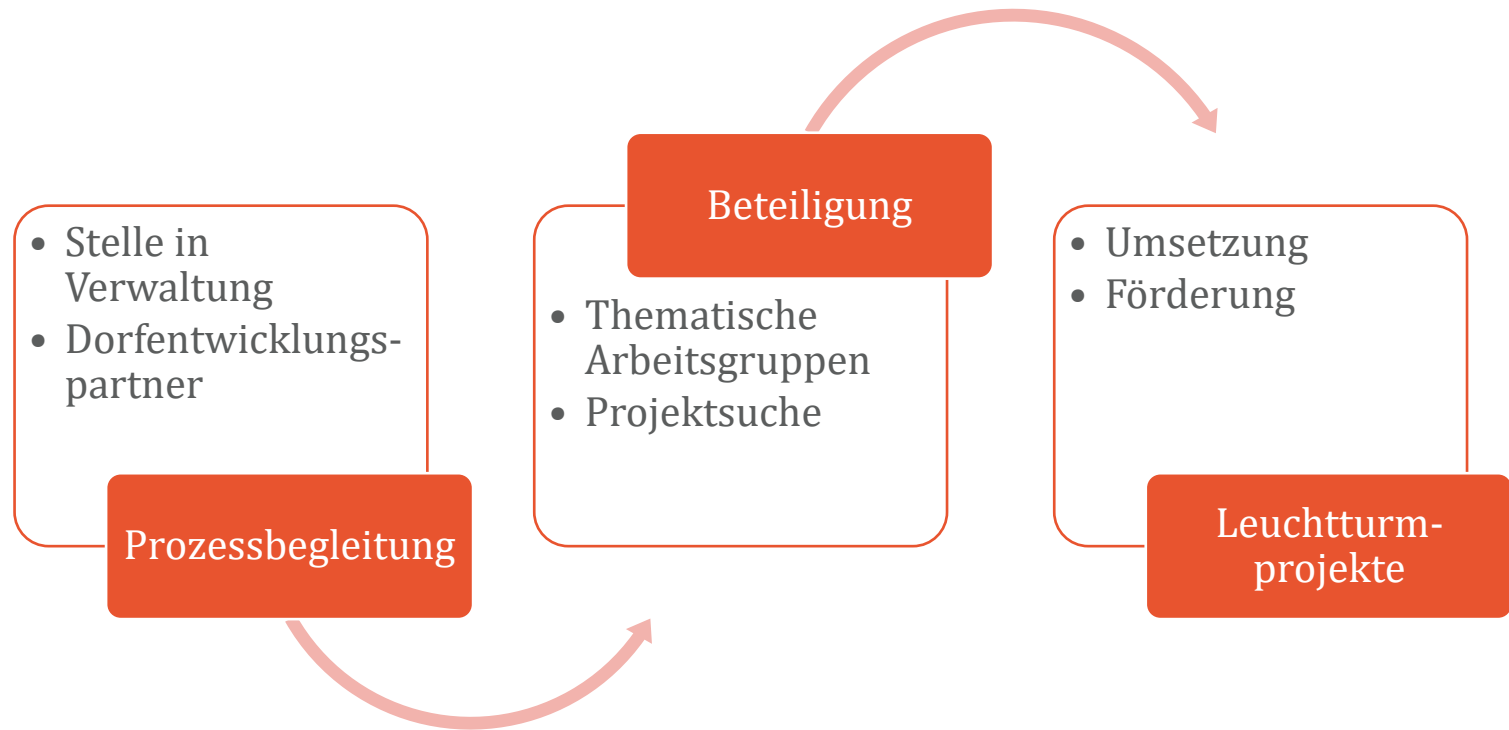 • Stelle in
Verwaltung
• Dorfentwicklungs-
partner
Prozessbegleitung
Beteiligung
• Thematische
Arbeitsgruppen
• Projektsuche
• Umsetzung
• Förderung
Leuchtturm-
projekte